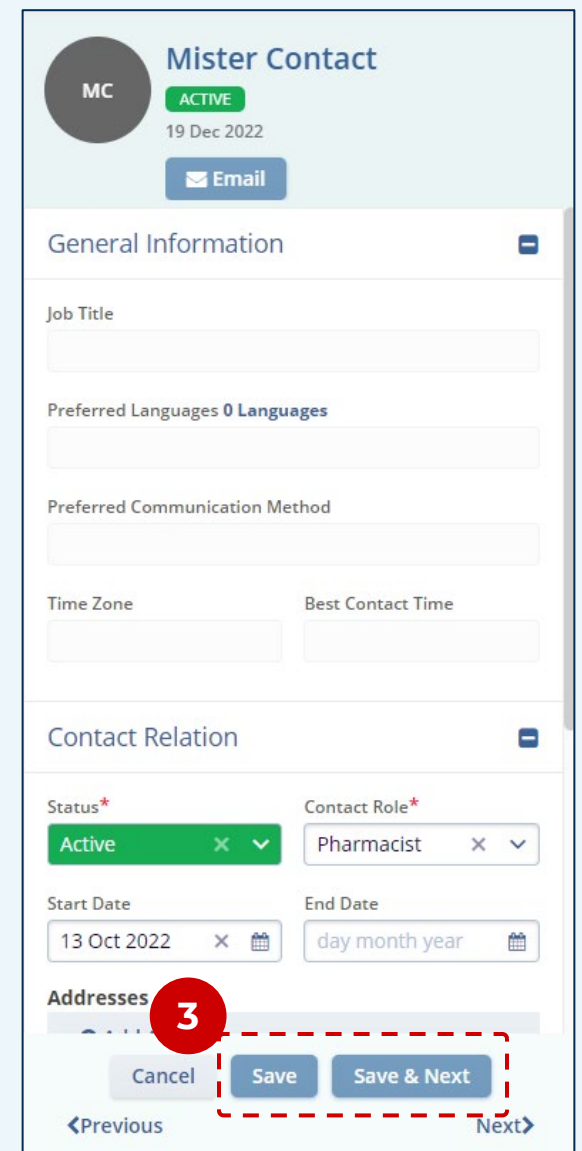 MC
Mister Contact
ACTIVE
19 Dec 2022
Email
General Information
Job Title
Preferred Languages 0 Languages
Preferred Communication Method
Time Zone Best Contact Time
Contact Relation
Status* Contact Role*
Active Pharmacist
Start Date End Date
13 Oct 2022 day month year
Addresses
3
Cancel Save Save & Next
Previous Next